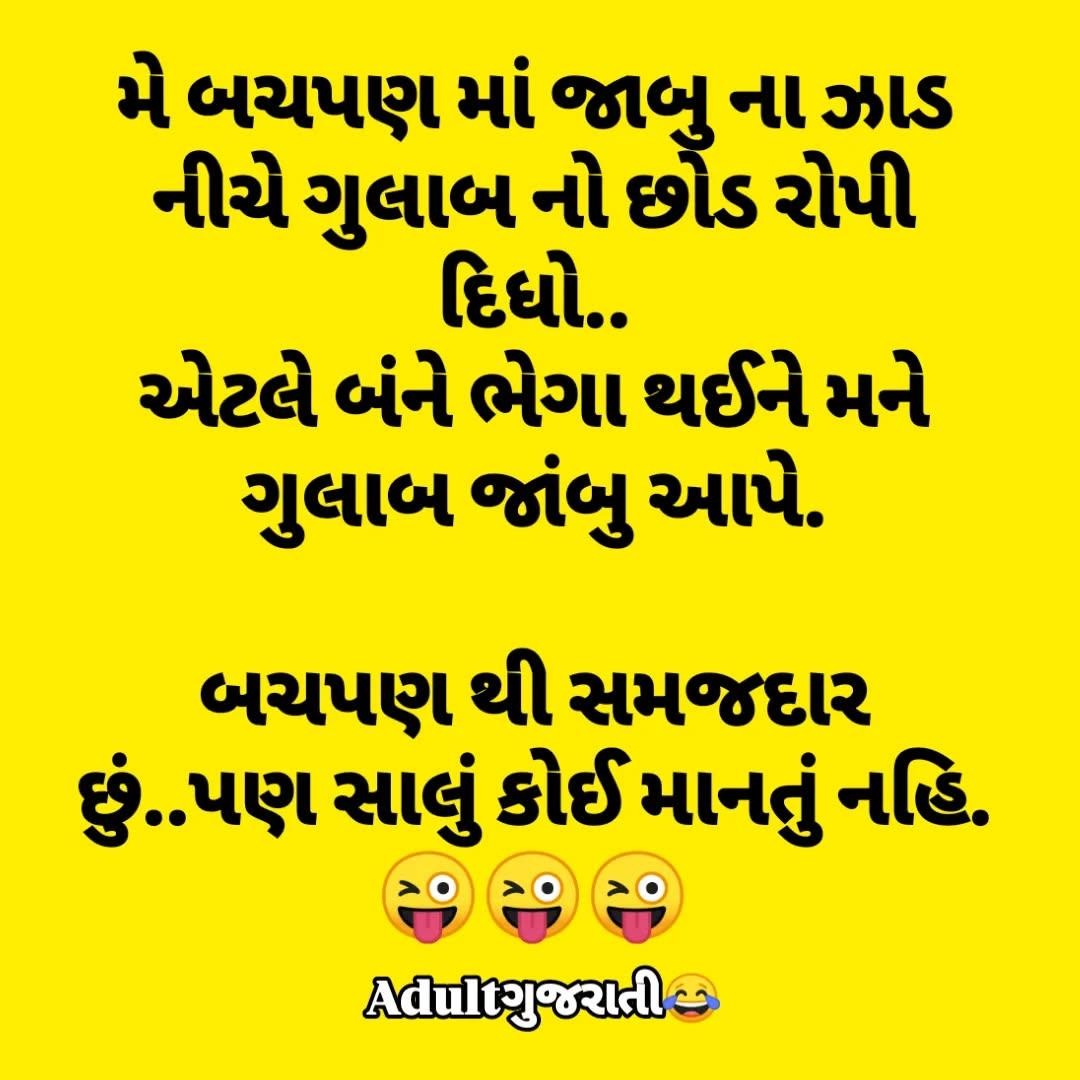 મે બચપણ માં જાબુ ના ઝાડ
નીચે ગુલાબ નો છોડ રોપી
દિધો..
એટલે બંને ભેગા થઈને મને
ગુલાબ જાંબુ આપે.
બચપણ થી સમજદાર
છું..પણ સાલું કોઈ માનતું નહિ.
😜😜😜
Adultગુજરાતી😂